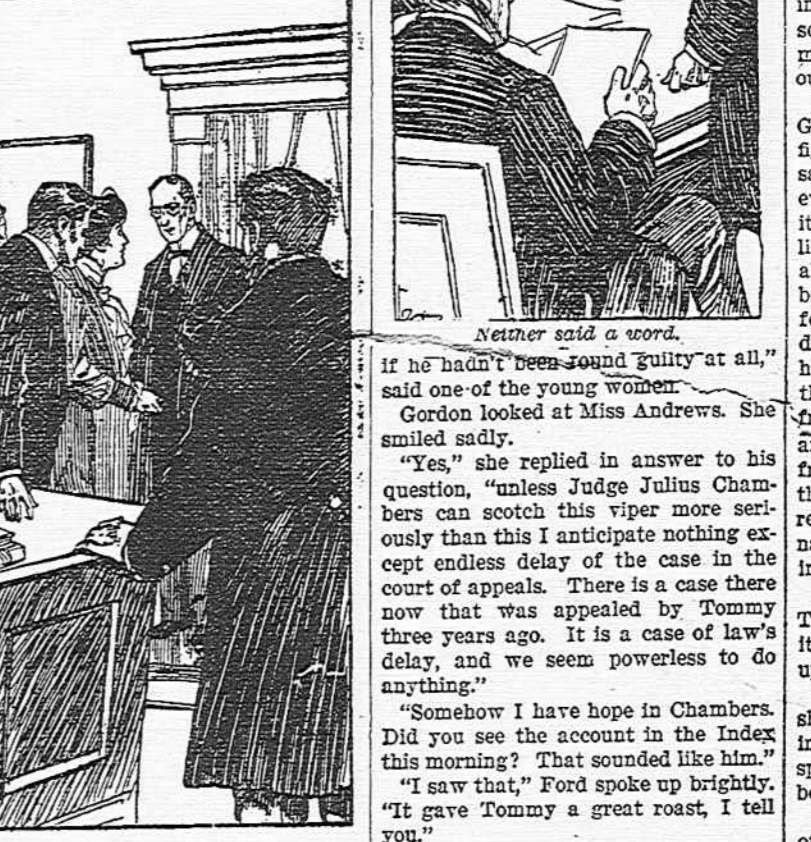 Neither said a word.
if he hadn't been found guilty at all,"
said one of the young women.
Gordon looked at Miss Andrews. She
smiled sadly.
"Yes," she replied in answer to his
question, "unless Judge Julius Cham-
bers can scotch this viper more seri-
ously than this I anticipate nothing ex-
cept endless delay of the case in the
court of appeals. There is a case there
now that was appealed by Tommy
three years ago. It is a case of law's
delay, and we seem powerless to do
anything."
"Somehow I have hope in Chambers.
Did you see the account in the Index
this morning? That sounded like him."
"I saw that," Ford spoke up brightly.
"It gave Tommy a great roast, I tell
you."